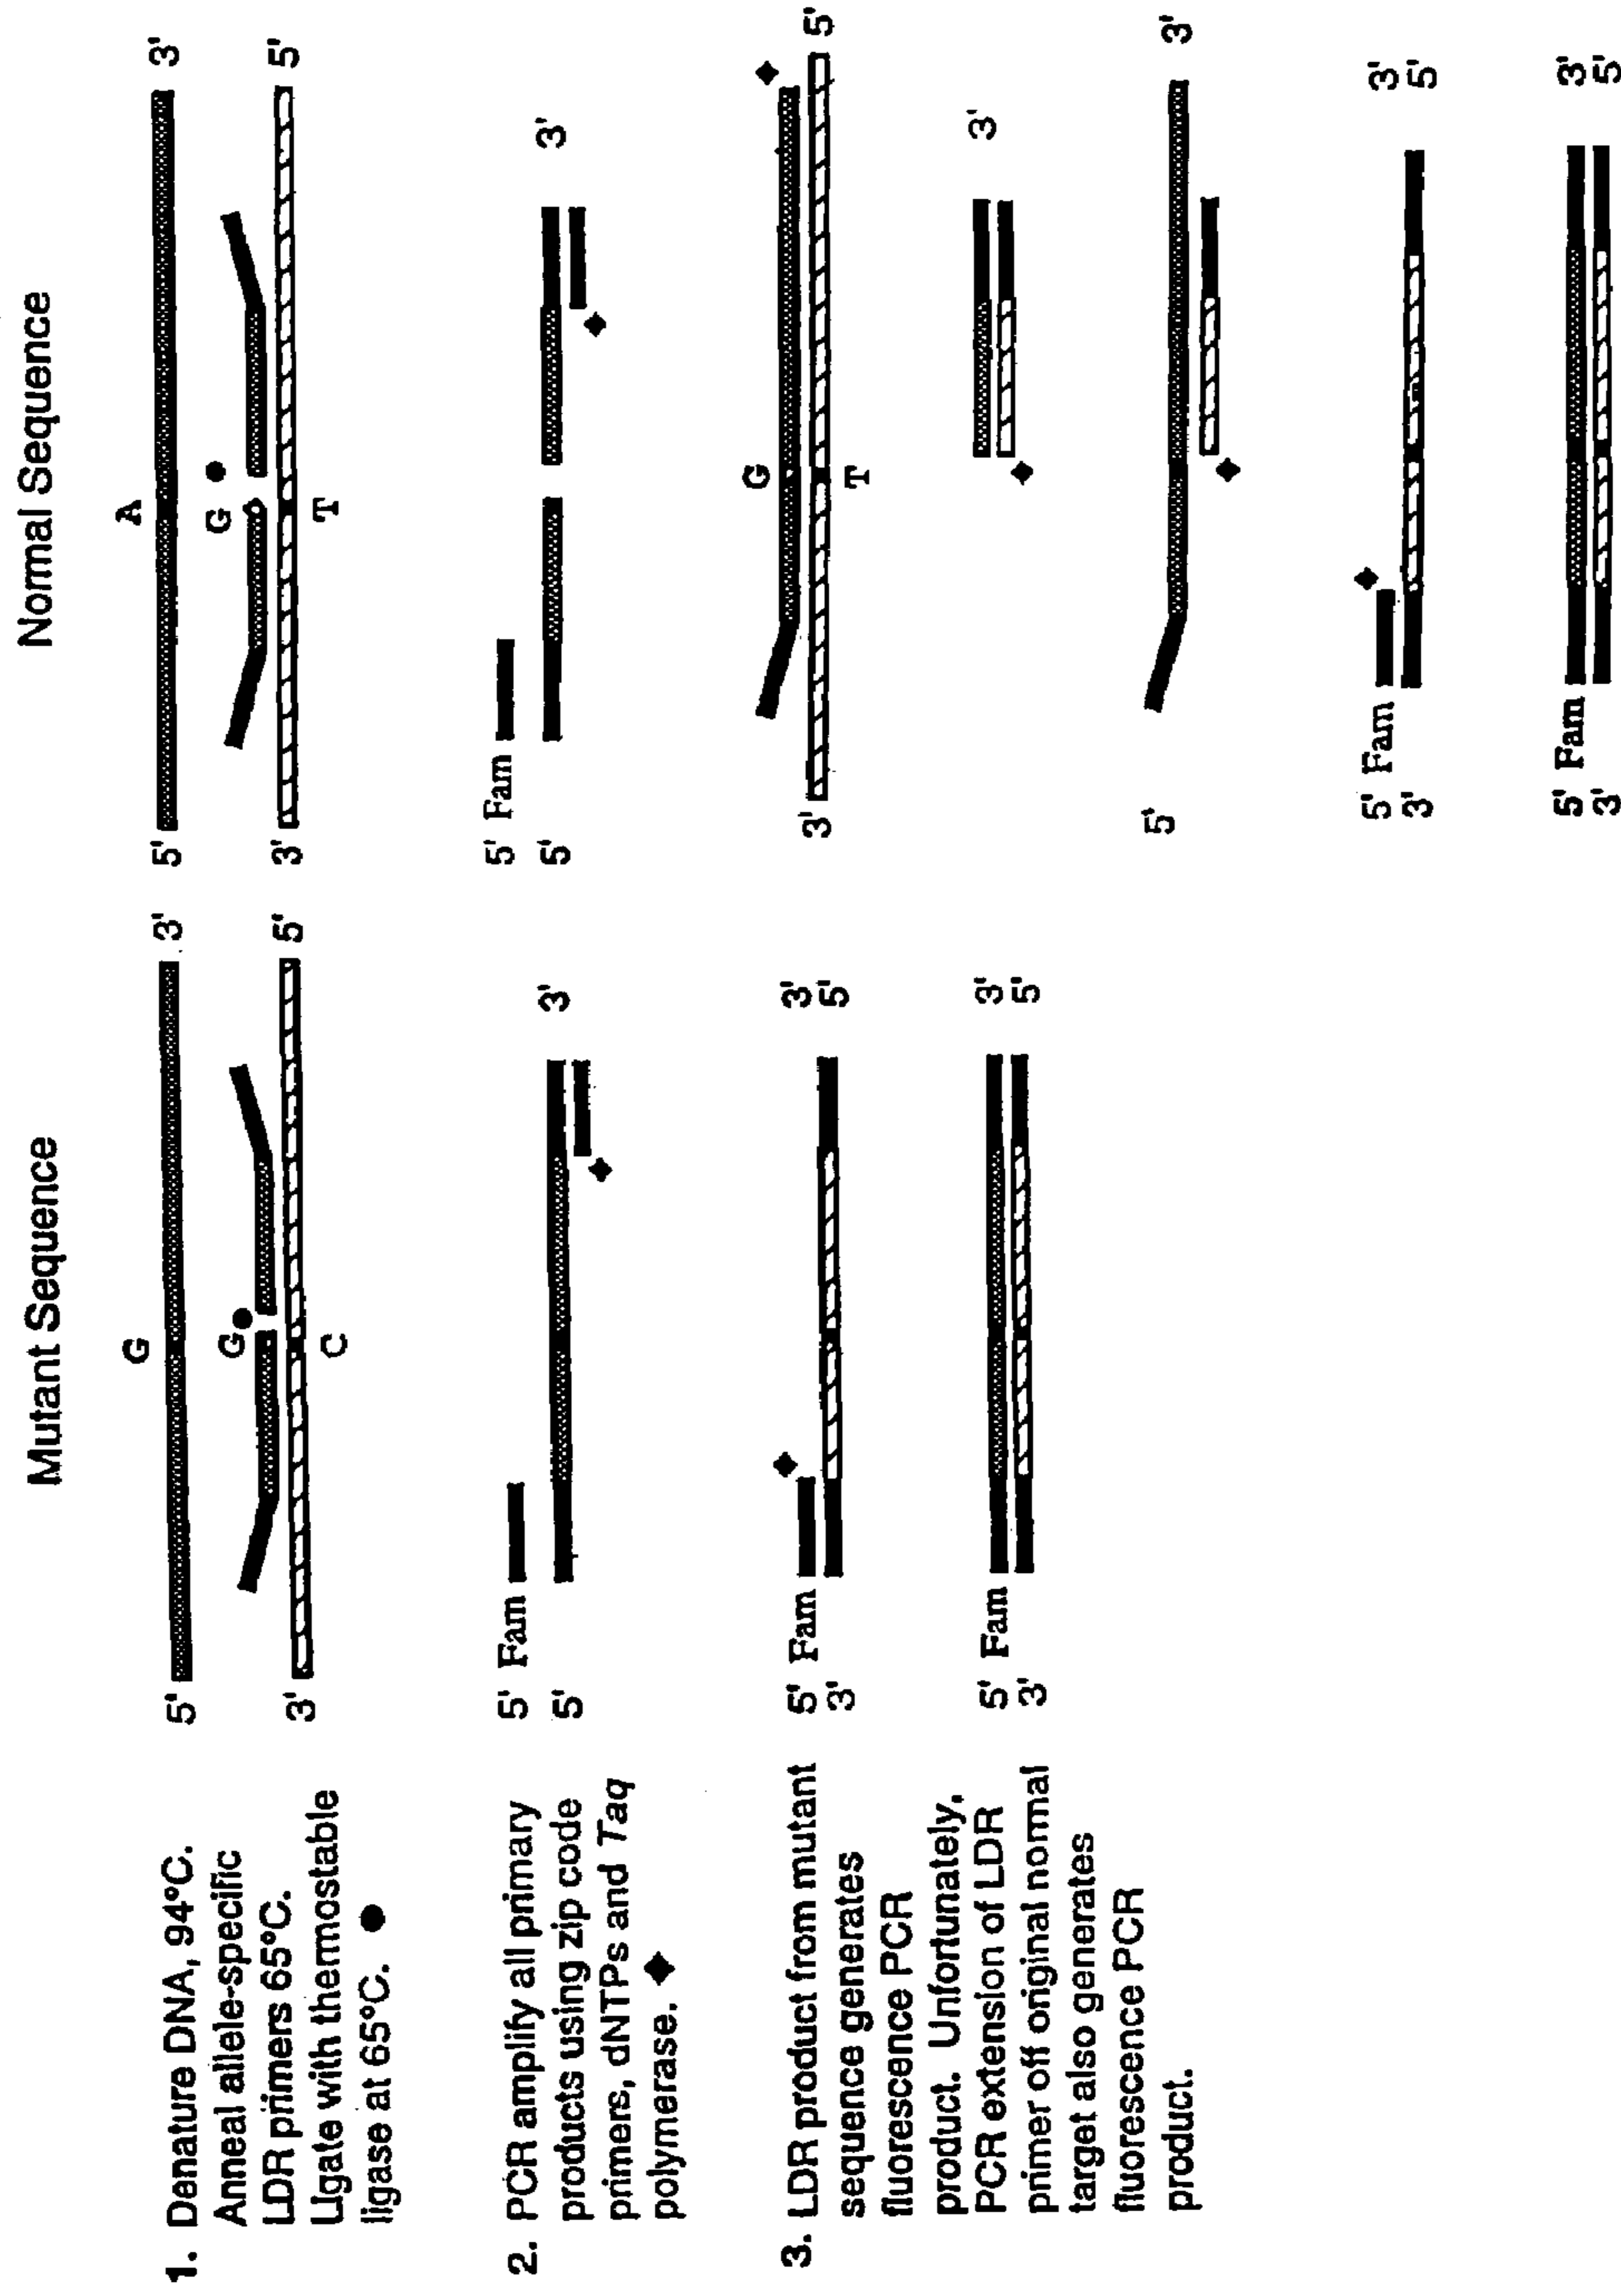 Mutant Sequence
Normal Sequence
1. Denature DNA, 94°C.
Anneal allele-specific
LDR primers 65°C.
Ligate with themostable
ligase at 65°C. ●
5' G 3'
G
3' C 5'
5' A 3'
G
3' T 5'
2. PCR amplify all primary
products using zip code
primers, dNTPs and Taq
polymerase. ◆
5' Fam
5' 3'
5' Fam
5' 3'
3. LDR product from mutant
sequence generates
fluorescence PCR
product. Unfortunately,
PCR extension of LDR
primer off original normal
target also generates
fluorescence PCR
product.
5' Fam 3'
3' 5'
5' Fam 3'
3' 5'
G
3' T 5'
3'
5' 3'
5' Fam 3'
3' 5'
5' Fam 3'
3' 5'